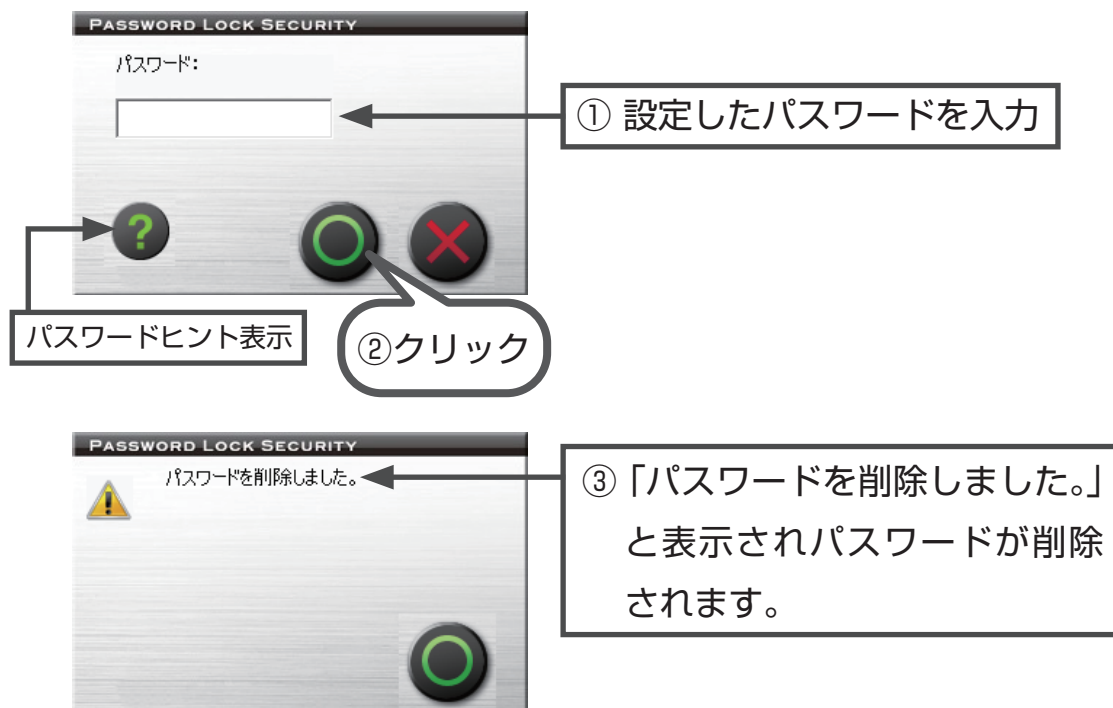 PASSWORD LOCK SECURITY
パスワード:
① 設定したパスワードを入力
?
パスワードヒント表示
②クリック
PASSWORD LOCK SECURITY
パスワードを削除しました。
③「パスワードを削除しました。」
と表示されパスワードが削除
されます。